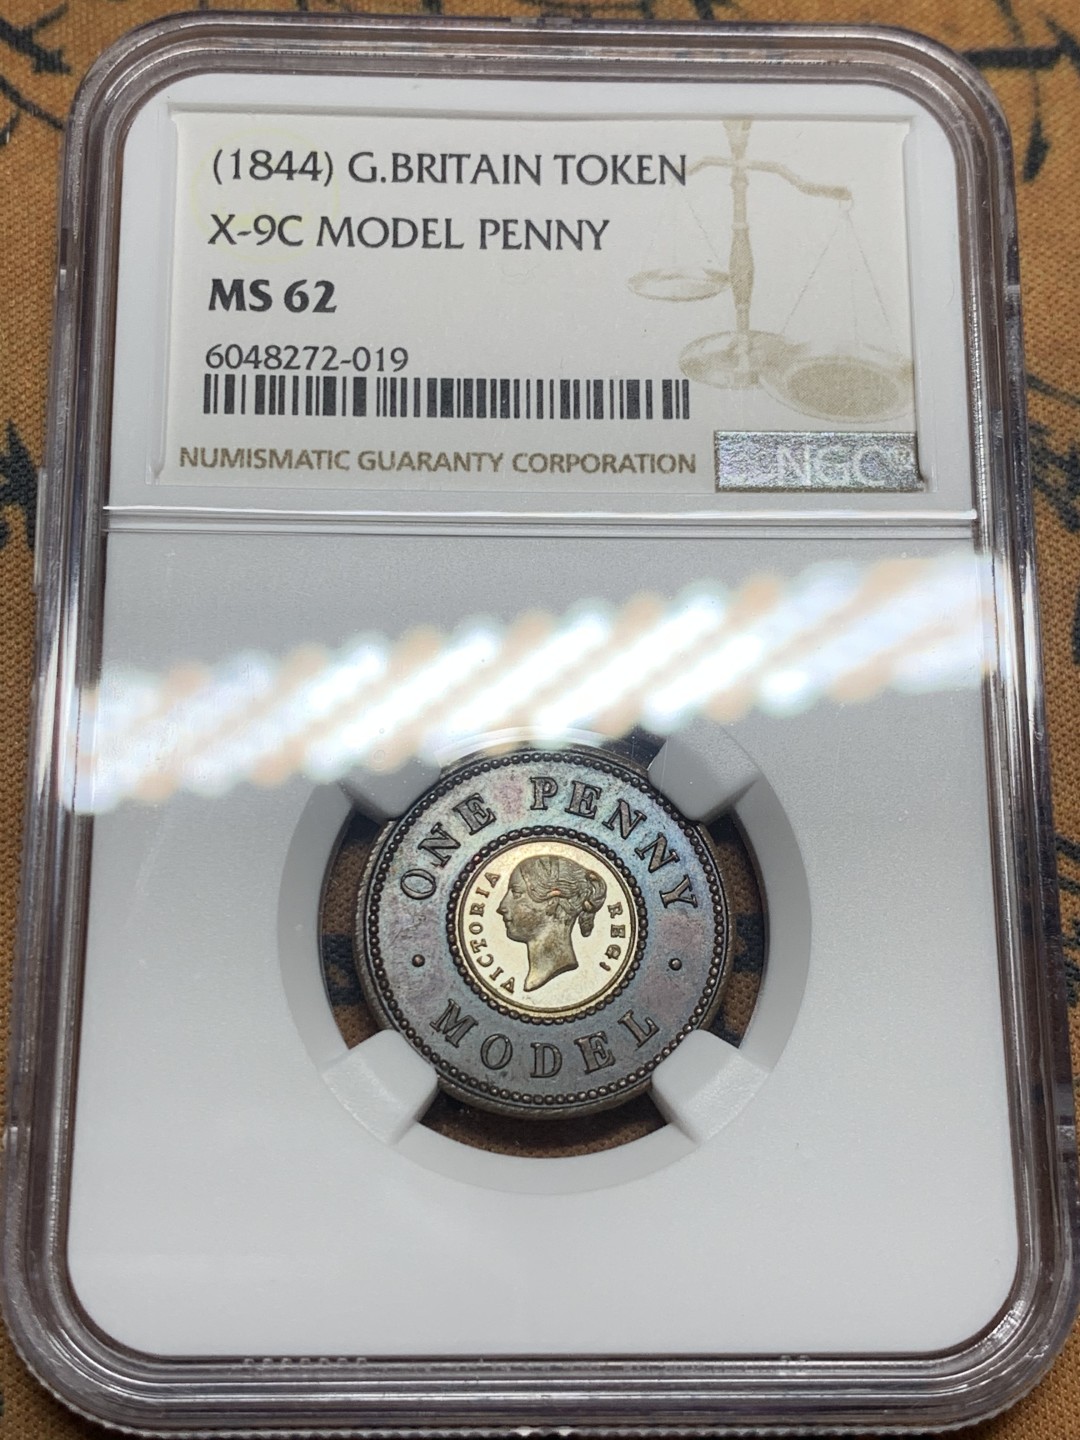 (1844) G.BRITAIN TOKEN
X-9C MODEL PENNY
MS 62
6048272-019
NUMISMATIC GUARANTY CORPORATION
NGC®
ONE PENNY
VICTORIA REGI
· MODEL ·